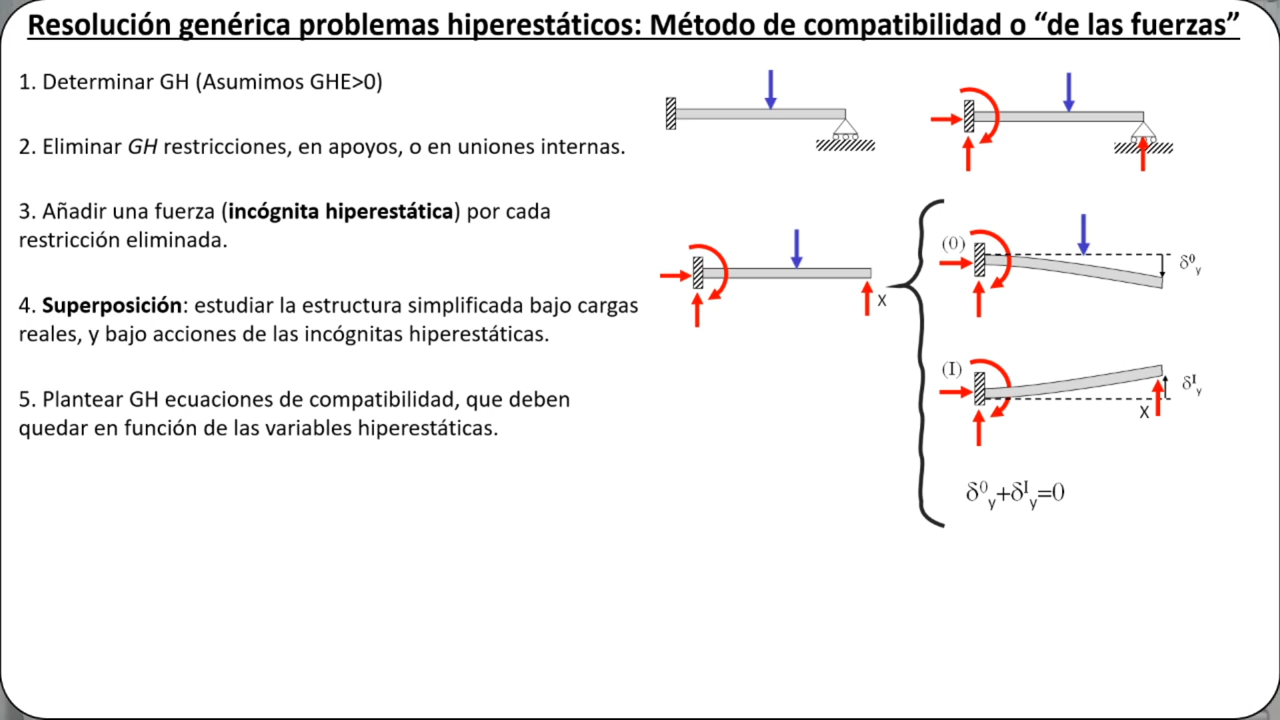 Resolución genérica problemas hiperestáticos: Método de compatibilidad o “de las fuerzas”
1. Determinar GH (Asumimos GHE>0)
2. Eliminar GH restricciones, en apoyos, o en uniones internas.
3. Añadir una fuerza (incógnita hiperestática) por cada
restricción eliminada.
4. Superposición: estudiar la estructura simplificada bajo cargas
reales, y bajo acciones de las incógnitas hiperestáticas.
5. Plantear GH ecuaciones de compatibilidad, que deben
quedar en función de las variables hiperestáticas.
X
(0)
δ⁰y
(I)
δᴵy
X
δ⁰y+δᴵy=0